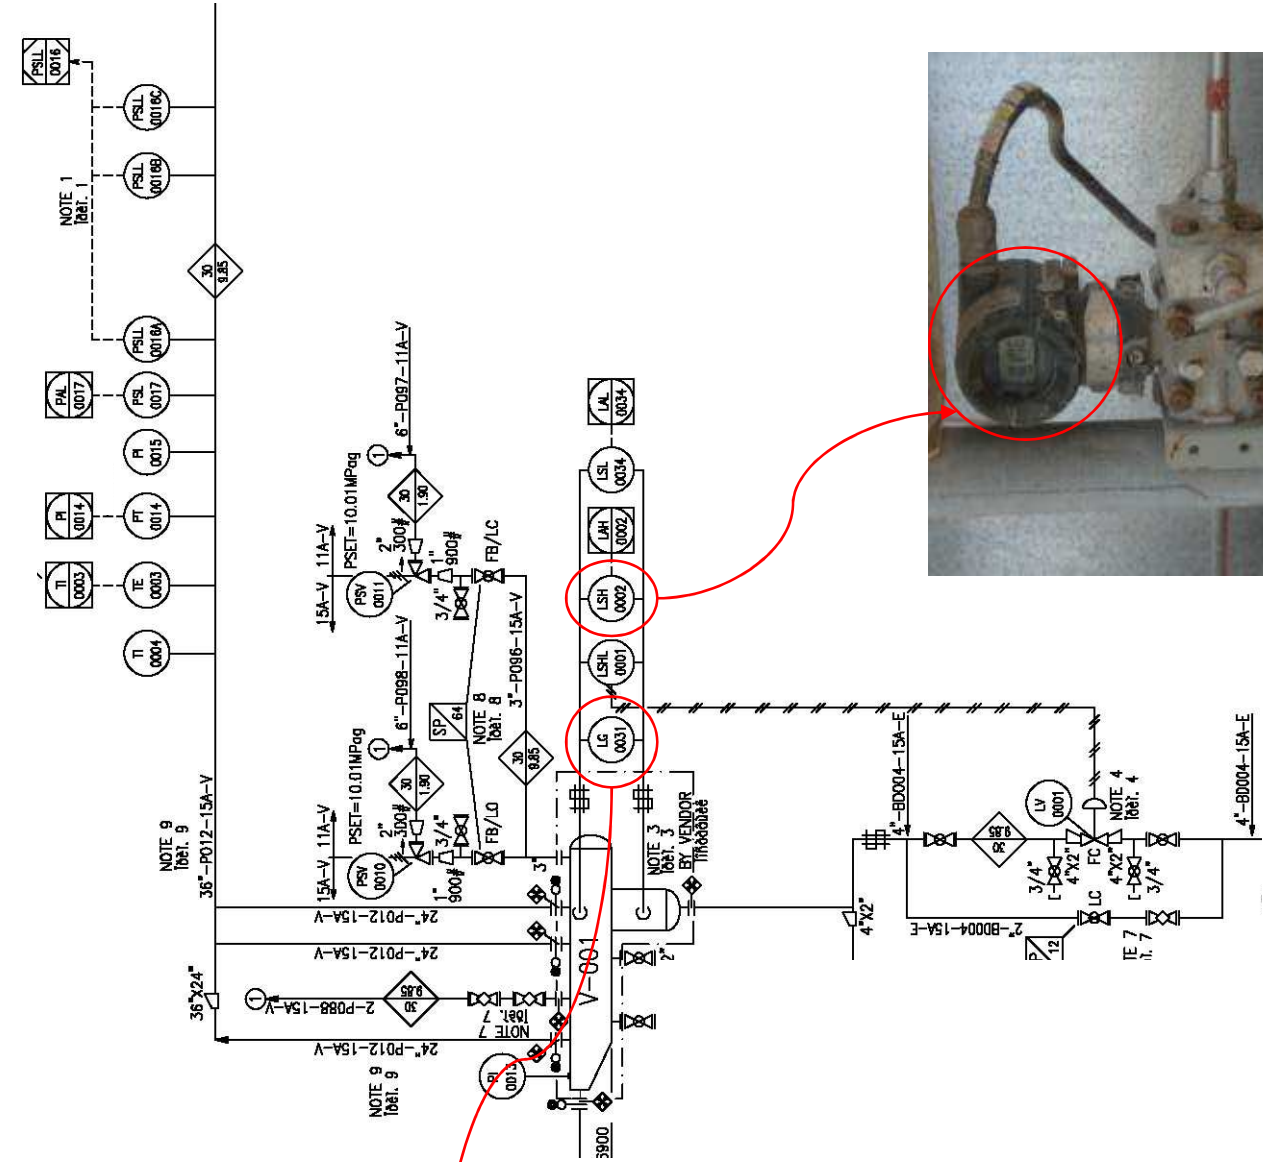 PSLL
0016
PSLL
0016C
PSLL
0016B
NOTE 1
30
9.85
PSLL
0016A
PAL
0017
PSL
0017
PI
0015
PI
0014
PT
0014
TI
0003
TE
0003
TI
0004
6"-P097-11A-V
1
PSET=10.01MPag
30
1.90
15A-V
11A-V
2"
300#
1"
900#
FB/LC
PSV
0011
3/4"
6"-P098-11A-V
3"-P096-15A-V
SP
64
NOTE 8
30
9.85
1
PSET=10.01MPag
30
1.90
15A-V
11A-V
2"
300#
3/4"
FB/LO
PSV
0010
1"
900#
3"
LAL
0034
LSL
0034
LAH
0002
LSH
0002
LSHL
0001
LG
0031
NOTE 3
BY VENDOR
NOTE 9
36"-P012-15A-V
24"-P012-15A-V
24"-P012-15A-V
36"X24"
1
2-P088-15A-V
30
9.85
NOTE 7
24"-P012-15A-V
NOTE 9
PI
V-001
2"
4"X2"
4"-BD004-15A-E
30
9.85
LV
0001
NOTE 4
FC
4"X2"
4"X2"
3/4"
3/4"
LC
2"-BD004-15A-E
12
4"-BD004-15A-E
6900